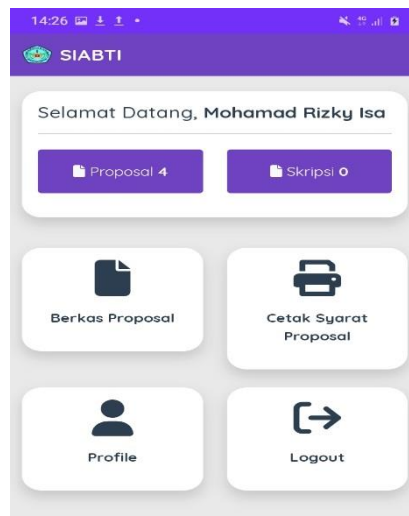 14:26
SIABTI
Selamat Datang, Mohamad Rizky Isa
Proposal 4
Skripsi 0
Berkas Proposal
Cetak Syarat
Proposal
Profile
Logout